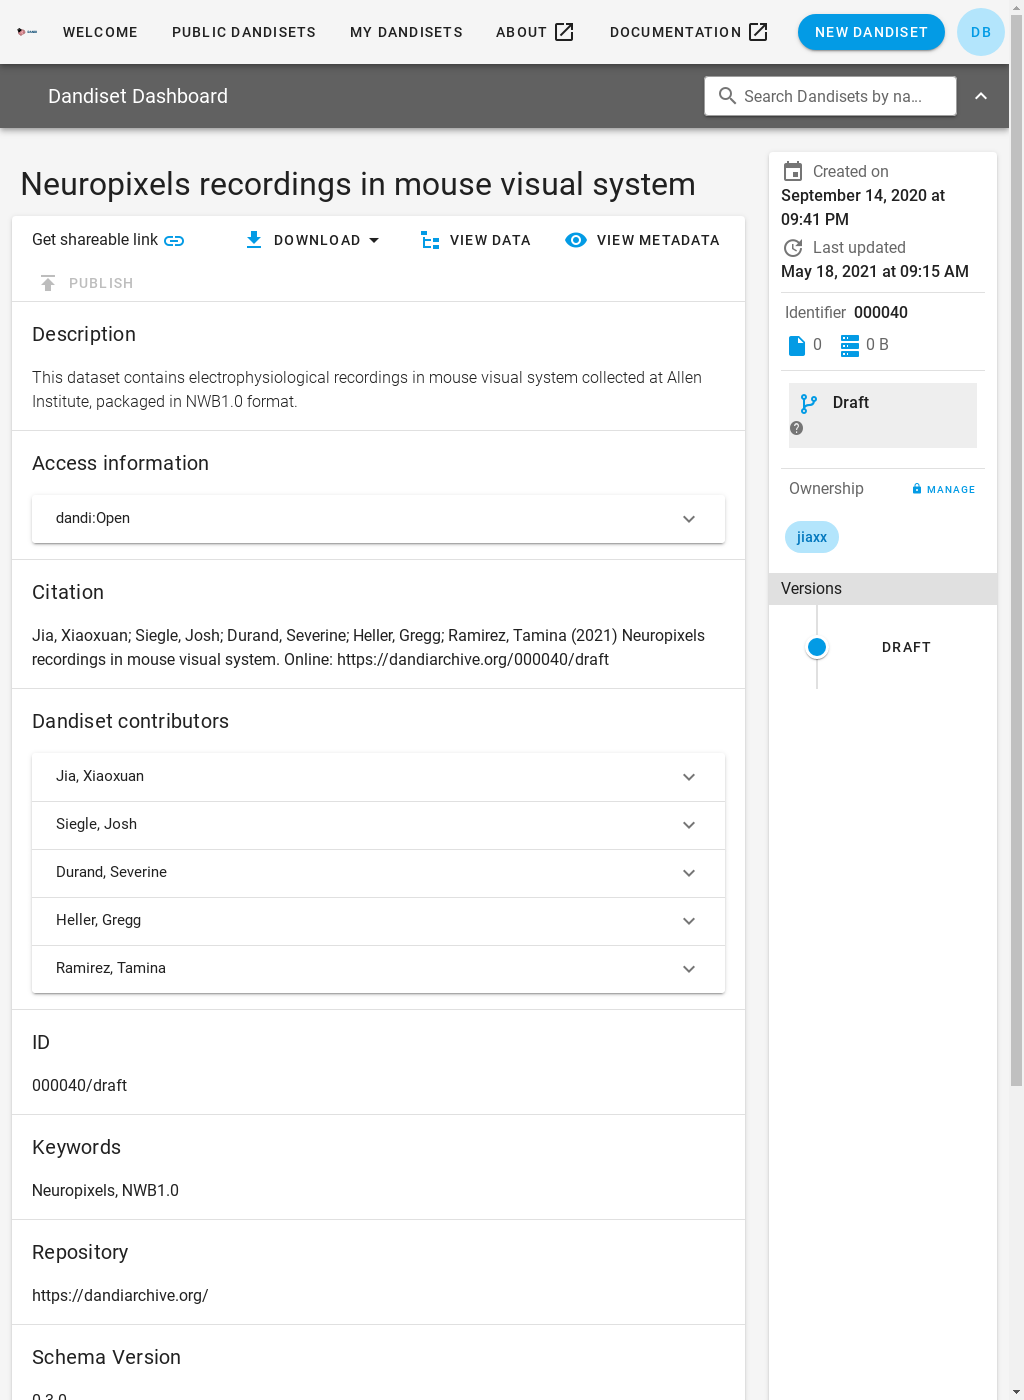 WELCOME PUBLIC DANDISETS MY DANDISETS ABOUT DOCUMENTATION NEW DANDISET DB
Dandiset Dashboard Search Dandisets by na...
Neuropixels recordings in mouse visual system
Get shareable link DOWNLOAD VIEW DATA VIEW METADATA
PUBLISH
Description
This dataset contains electrophysiological recordings in mouse visual system collected at Allen
Institute, packaged in NWB1.0 format.
Access information
dandi:Open
Citation
Jia, Xiaoxuan; Siegle, Josh; Durand, Severine; Heller, Gregg; Ramirez, Tamina (2021) Neuropixels
recordings in mouse visual system. Online: https://dandiarchive.org/000040/draft
Dandiset contributors
Jia, Xiaoxuan
Siegle, Josh
Durand, Severine
Heller, Gregg
Ramirez, Tamina
ID
000040/draft
Keywords
Neuropixels, NWB1.0
Repository
https://dandiarchive.org/
Schema Version
0.3.0
Created on
September 14, 2020 at
09:41 PM
Last updated
May 18, 2021 at 09:15 AM
Identifier 000040
0 0 B
Draft
Ownership MANAGE
jiaxx
Versions
DRAFT